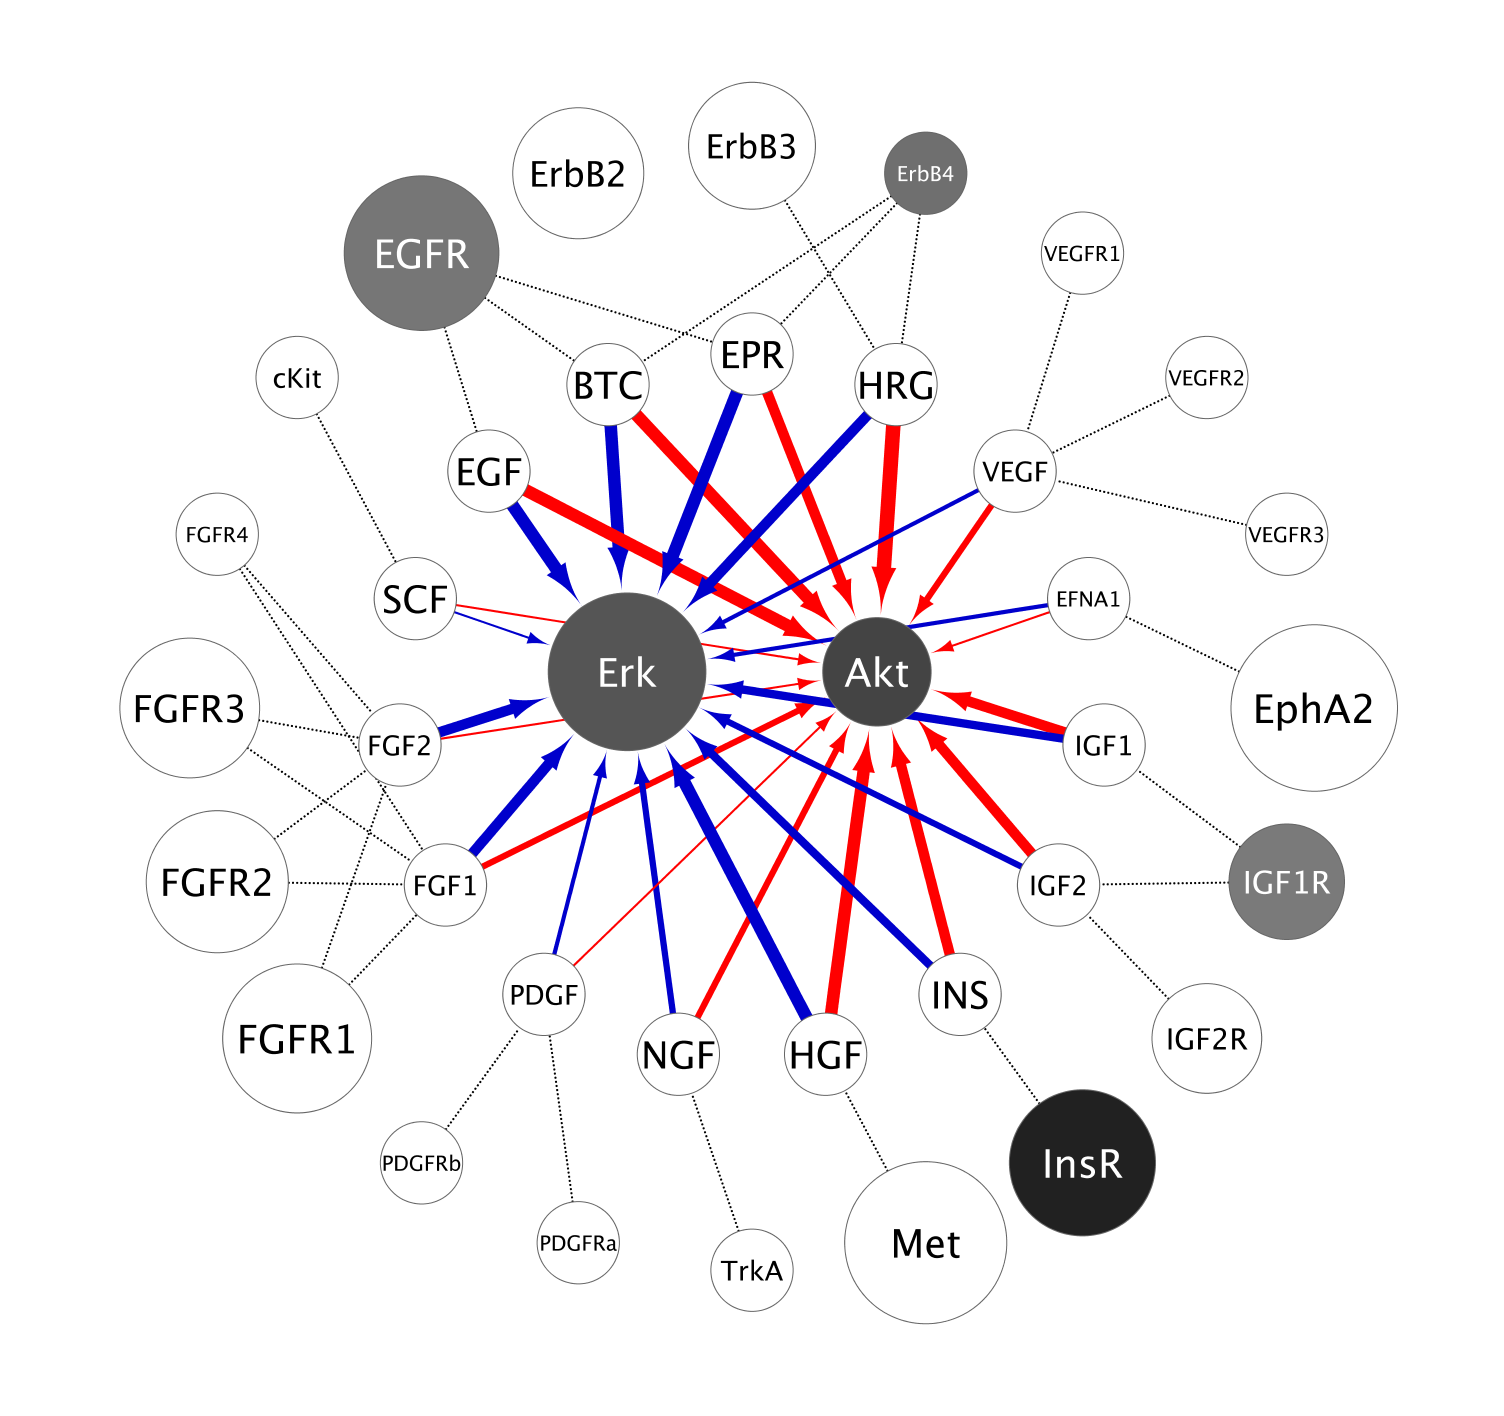 ErbB3
ErbB2
ErbB4
EGFR
VEGFR1
EPR
cKit
VEGFR2
BTC
HRG
EGF
VEGF
FGFR4
VEGFR3
SCF
EFNA1
Erk
Akt
FGFR3
EphA2
FGF2
IGF1
FGFR2
IGF1R
FGF1
IGF2
PDGF
INS
FGFR1
IGF2R
NGF
HGF
PDGFRb
InsR
PDGFRa
Met
TrkA